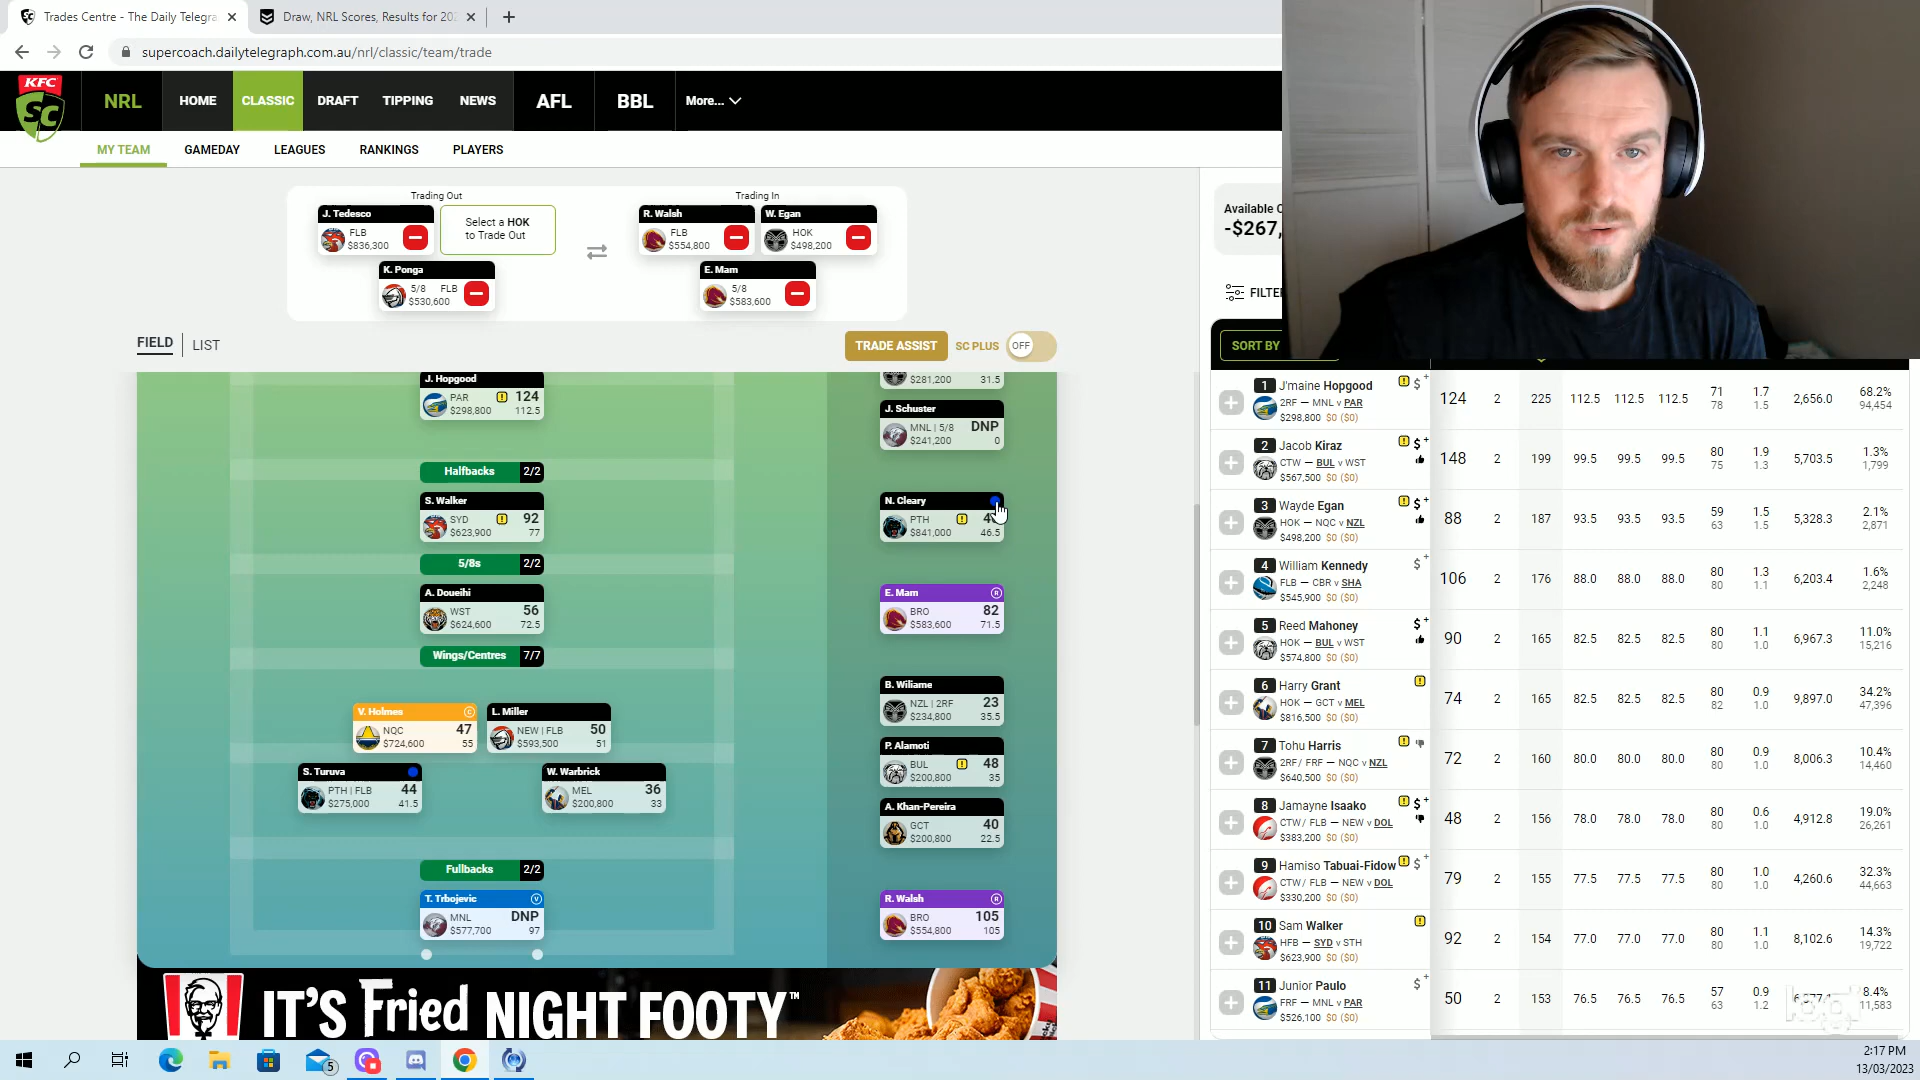 Trades Centre - The Daily Telegra
Draw, NRL Scores, Results for 20
supercoach.dailytelegraph.com.au/nrl/classic/team/trade
KFC
SC
NRL
HOME
CLASSIC
DRAFT
TIPPING
NEWS
AFL
BBL
More...
MY TEAM
GAMEDAY
LEAGUES
RANKINGS
PLAYERS
Trading Out
Trading In
J. Tedesco
FLB
$836,300
Select a HOK
to Trade Out
R. Walsh
FLB
$554,800
W. Egan
HOK
$498,200
K. Ponga
5/8 FLB
$530,600
E. Mam
5/8
$583,600
Available
-$267,
FILTE
SORT BY
FIELD
LIST
TRADE ASSIST
SC PLUS
OFF
J. Hopgood
PAR 124
$298,800 112.5
$281,200 31.5
J. Schuster
MNL | 5/8 DNP
$241,200 0
Halfbacks 2/2
S. Walker
SYD 92
$623,900 77
N. Cleary
PTH
$841,000 46.5
5/8s 2/2
A. Doueihi
WST 56
$624,600 72.5
E. Mam R
BRO 82
$583,600 71.5
Wings/Centres 7/7
V. Holmes C
NQC 47
$724,600 55
L. Miller
NEW | FLB 50
$593,500 51
B. Wiliame
NZL | 2RF 23
$234,800 35.5
S. Turuva
PTH | FLB 44
$275,000 41.5
W. Warbrick
MEL 36
$200,800 33
P. Alamoti
BUL 48
$200,800 35
A. Khan-Pereira
GCT 40
$200,800 22.5
Fullbacks 2/2
T. Trbojevic V
MNL DNP
$577,700 97
R. Walsh R
BRO 105
$554,800 105
KFC
IT'S Fried NIGHT FOOTY™
1 J'maine Hopgood
2RF — MNL v PAR
$298,800 $0 ($0)
124 2 225 112.5 112.5 112.5 71 1.7 2,656.0 68.2%
78 1.5 94,454
2 Jacob Kiraz
CTW — BUL v WST
$567,500 $0 ($0)
148 2 199 99.5 99.5 99.5 80 1.9 5,703.5 1.3%
75 1.3 1,799
3 Wayde Egan
HOK — NQC v NZL
$498,200 $0 ($0)
88 2 187 93.5 93.5 93.5 59 1.5 5,328.3 2.1%
63 1.5 2,871
4 William Kennedy
FLB — CBR v SHA
$545,900 $0 ($0)
106 2 176 88.0 88.0 88.0 80 1.3 6,203.4 1.6%
80 1.1 2,248
5 Reed Mahoney
HOK — BUL v WST
$574,800 $0 ($0)
90 2 165 82.5 82.5 82.5 80 1.1 6,967.3 11.0%
80 1.0 15,216
6 Harry Grant
HOK — GCT v MEL
$816,500 $0 ($0)
74 2 165 82.5 82.5 82.5 80 0.9 9,897.0 34.2%
82 1.0 47,396
7 Tohu Harris
2RF/ FRF — NQC v NZL
$640,500 $0 ($0)
72 2 160 80.0 80.0 80.0 80 0.9 8,006.3 10.4%
80 1.0 14,460
8 Jamayne Isaako
CTW/ FLB — NEW v DOL
$383,200 $0 ($0)
48 2 156 78.0 78.0 78.0 80 0.6 4,912.8 19.0%
80 1.0 26,261
9 Hamiso Tabuai-Fidow
CTW/ FLB — NEW v DOL
$330,200 $0 ($0)
79 2 155 77.5 77.5 77.5 80 1.0 4,260.6 32.3%
80 1.0 44,663
10 Sam Walker
HFB — SYD v STH
$623,900 $0 ($0)
92 2 154 77.0 77.0 77.0 80 1.1 8,102.6 14.3%
80 1.0 19,722
11 Junior Paulo
FRF — MNL v PAR
$526,100 $0 ($0)
50 2 153 76.5 76.5 76.5 57 0.9 8.4%
63 1.2 11,583
logi
5
2:17 PM
13/03/2023